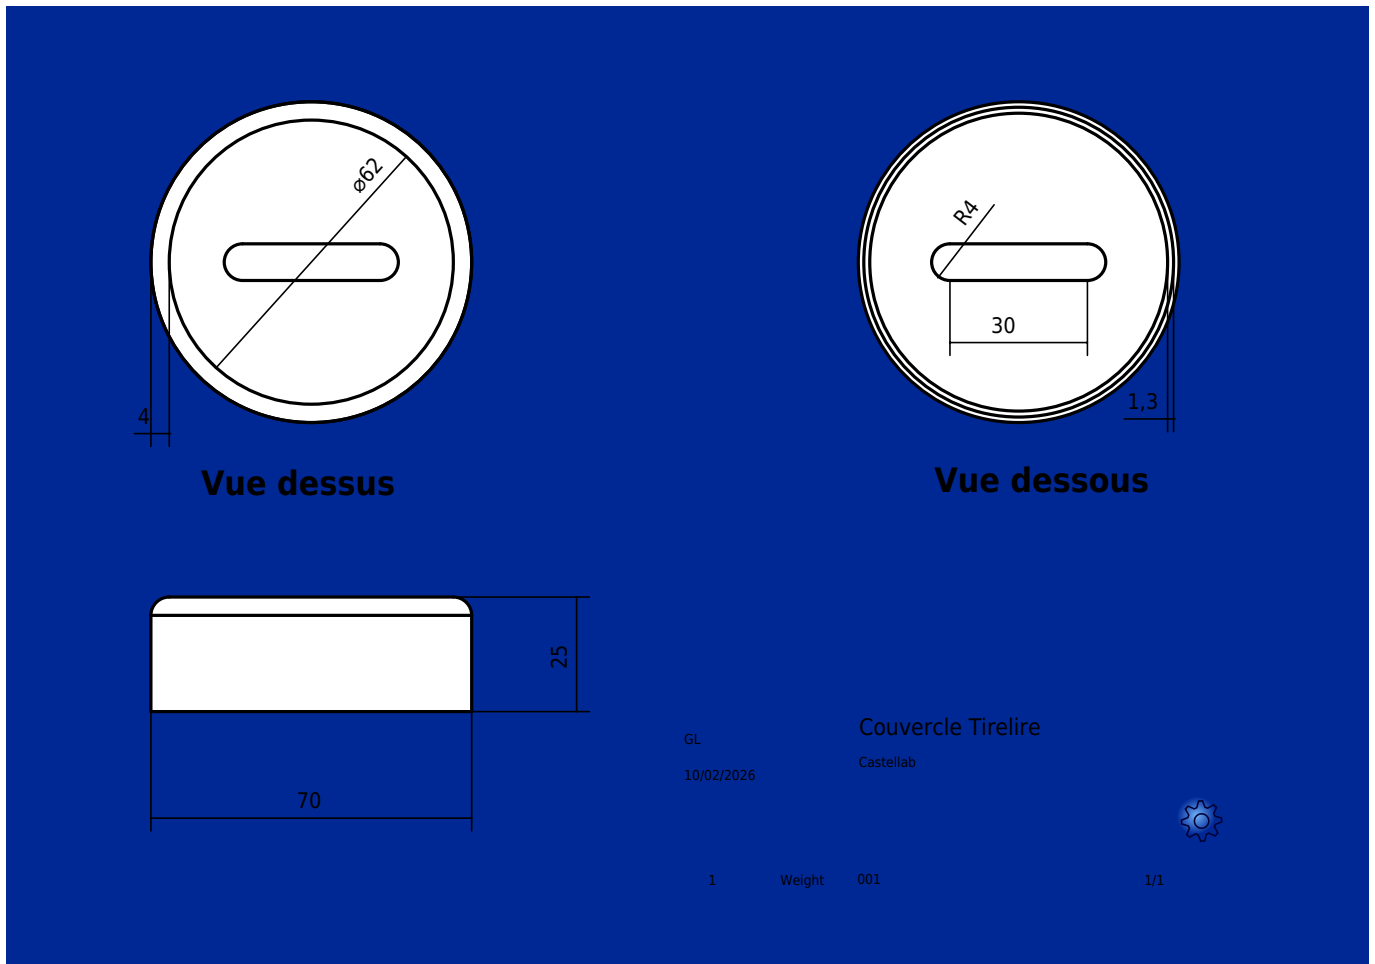 ⌀62
R4
30
4
1,3
Vue dessus
Vue dessous
25
70
Couvercle Tirelire
GL
Castellab
10/02/2026
1
Weight
001
1/1